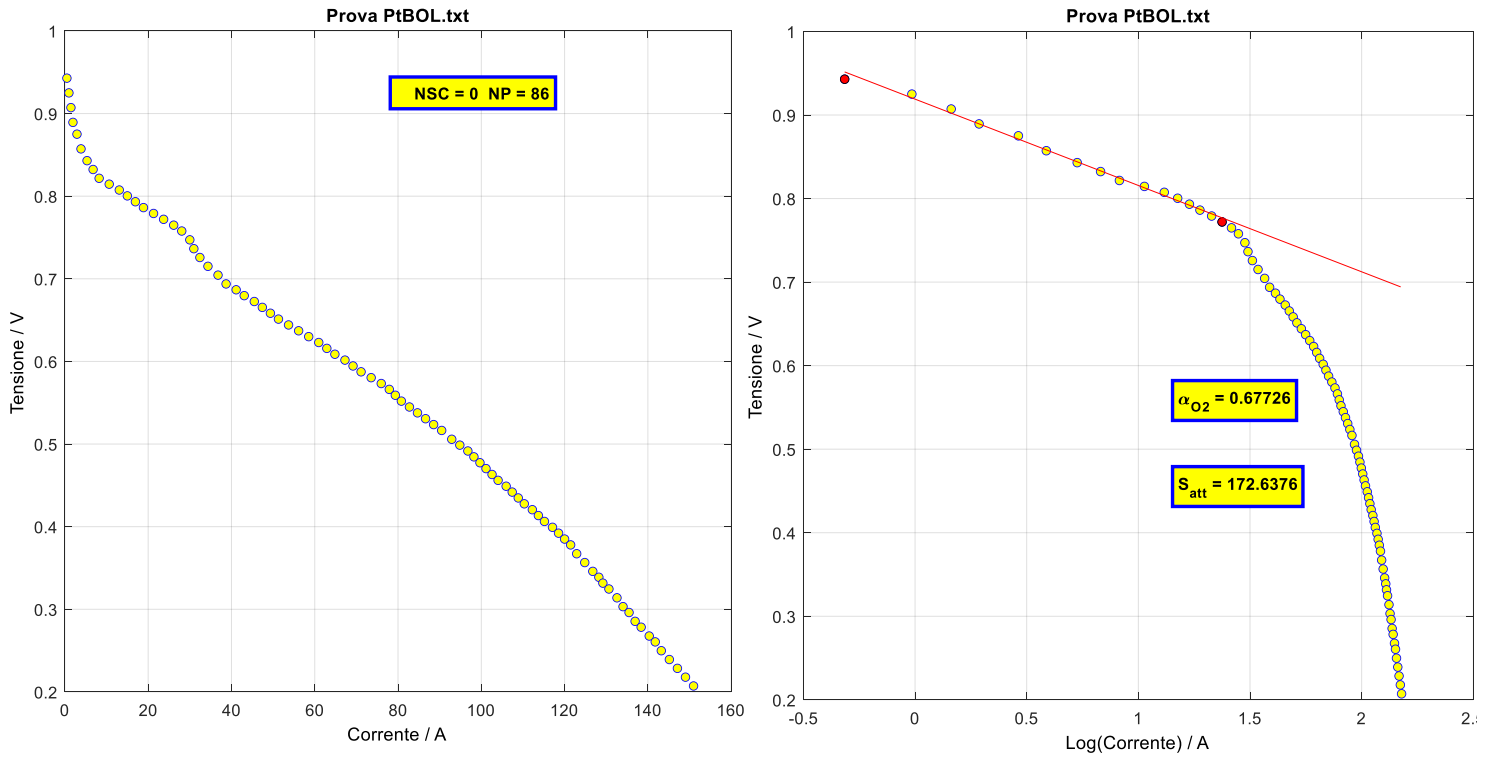 Prova PtBOL.txt
1
0.9
0.8
0.7
0.6
0.5
0.4
0.3
0.2
Tensione / V
NSC = 0 NP = 86
0 20 40 60 80 100 120 140 160
Corrente / A
Prova PtBOL.txt
1
0.9
0.8
0.7
0.6
0.5
0.4
0.3
0.2
Tensione / V
αO2 = 0.67726
Satt = 172.6376
-0.5 0 0.5 1 1.5 2 2.5
Log(Corrente) / A